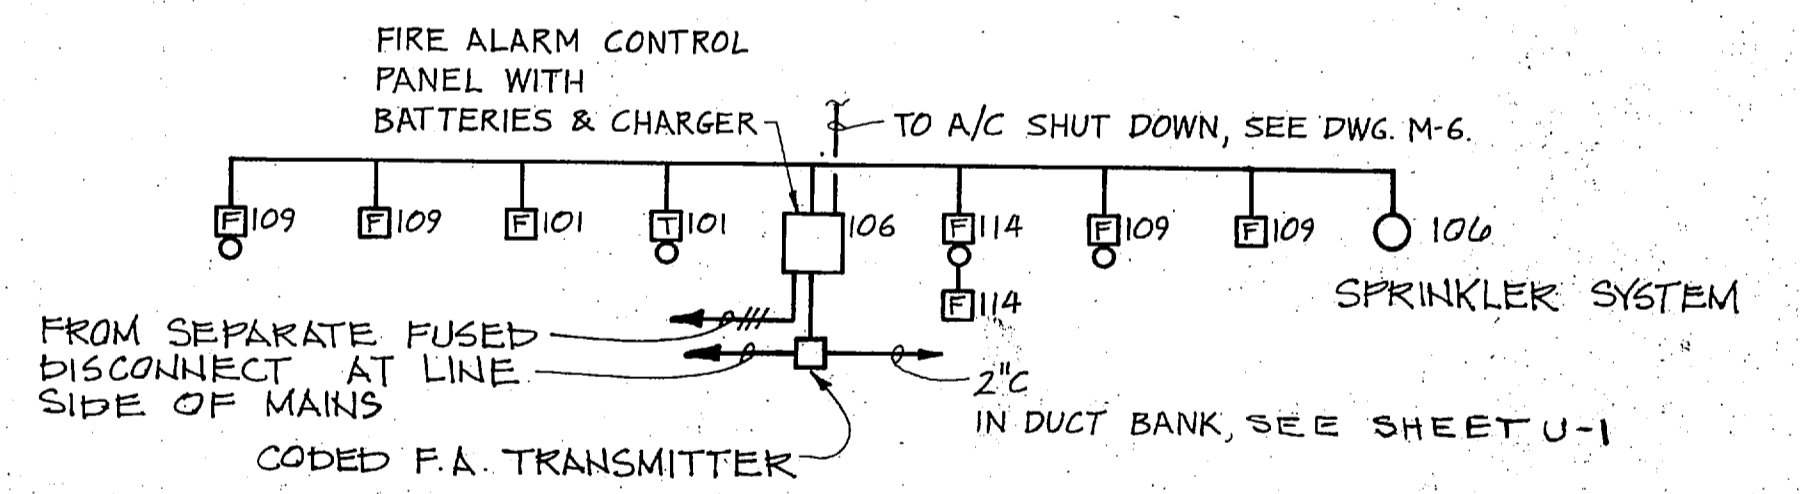 FIRE ALARM CONTROL
PANEL WITH
BATTERIES & CHARGER
TO A/C SHUT DOWN, SEE DWG. M-6.
F 109
F 109
F 101
T 101
106
F 114
F 109
F 109
106
F 114
SPRINKLER SYSTEM
FROM SEPARATE FUSED
DISCONNECT AT LINE
SIDE OF MAINS
2"C
IN DUCT BANK, SEE SHEET U-1
CODED F.A. TRANSMITTER